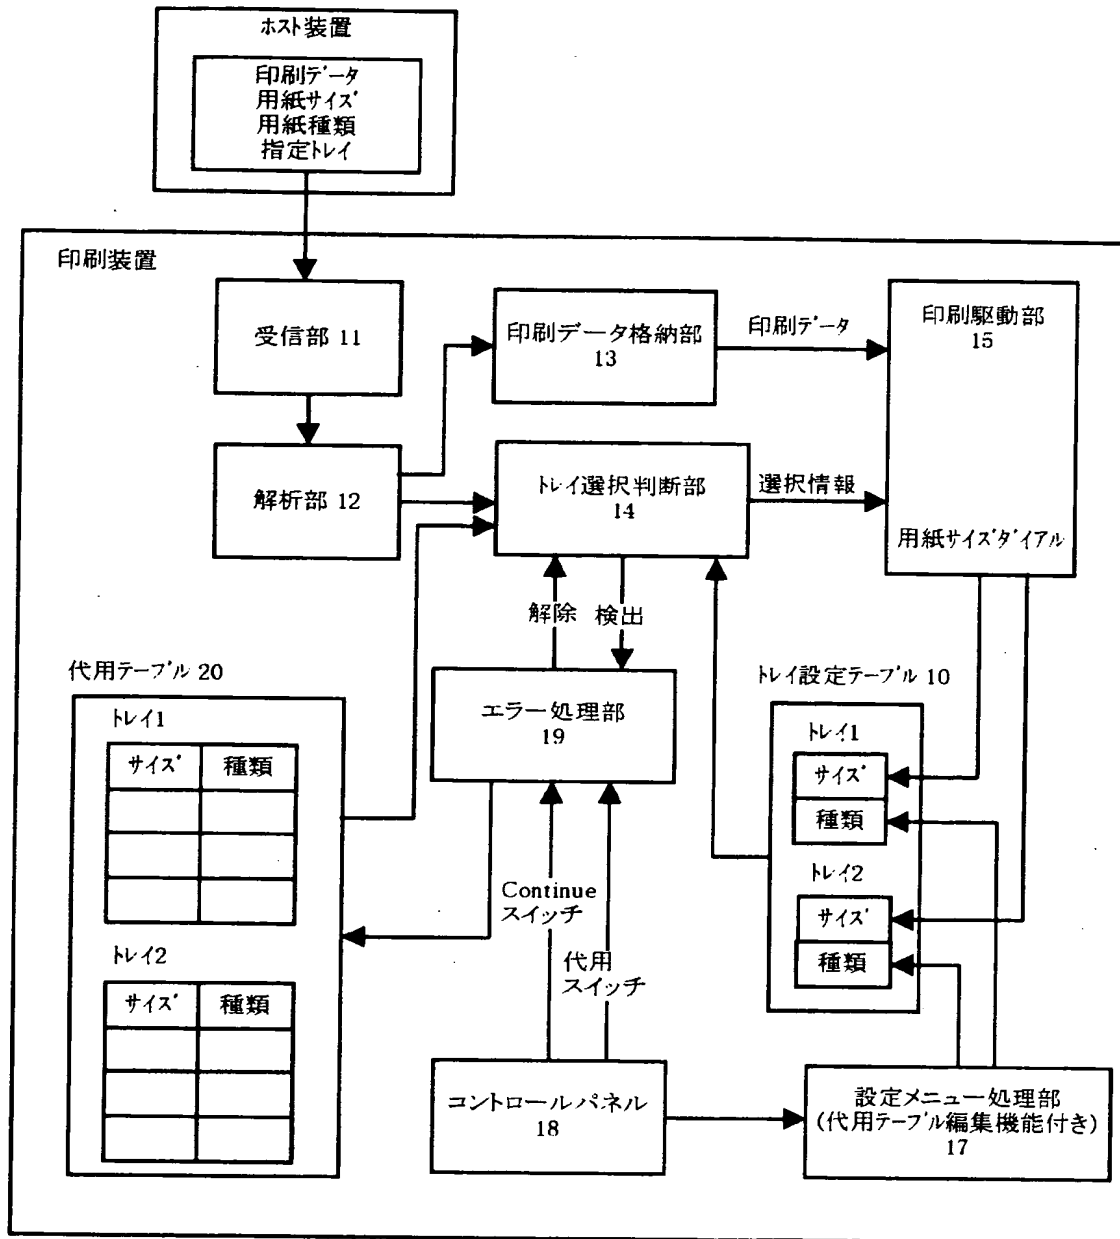 ホスト装置
印刷データ
用紙サイズ
用紙種類
指定トレイ
印刷装置
受信部 11
印刷データ格納部
13
印刷データ
印刷駆動部
15
解析部 12
トレイ選択判断部
14
選択情報
用紙サイズダイアル
解除
検出
代用テーブル 20
トレイ1
サイズ
種類
トレイ2
サイズ
種類
エラー処理部
19
トレイ設定テーブル 10
トレイ1
サイズ
種類
トレイ2
サイズ
種類
Continue
スイッチ
代用
スイッチ
コントロールパネル
18
設定メニュー処理部
(代用テーブル編集機能付き)
17